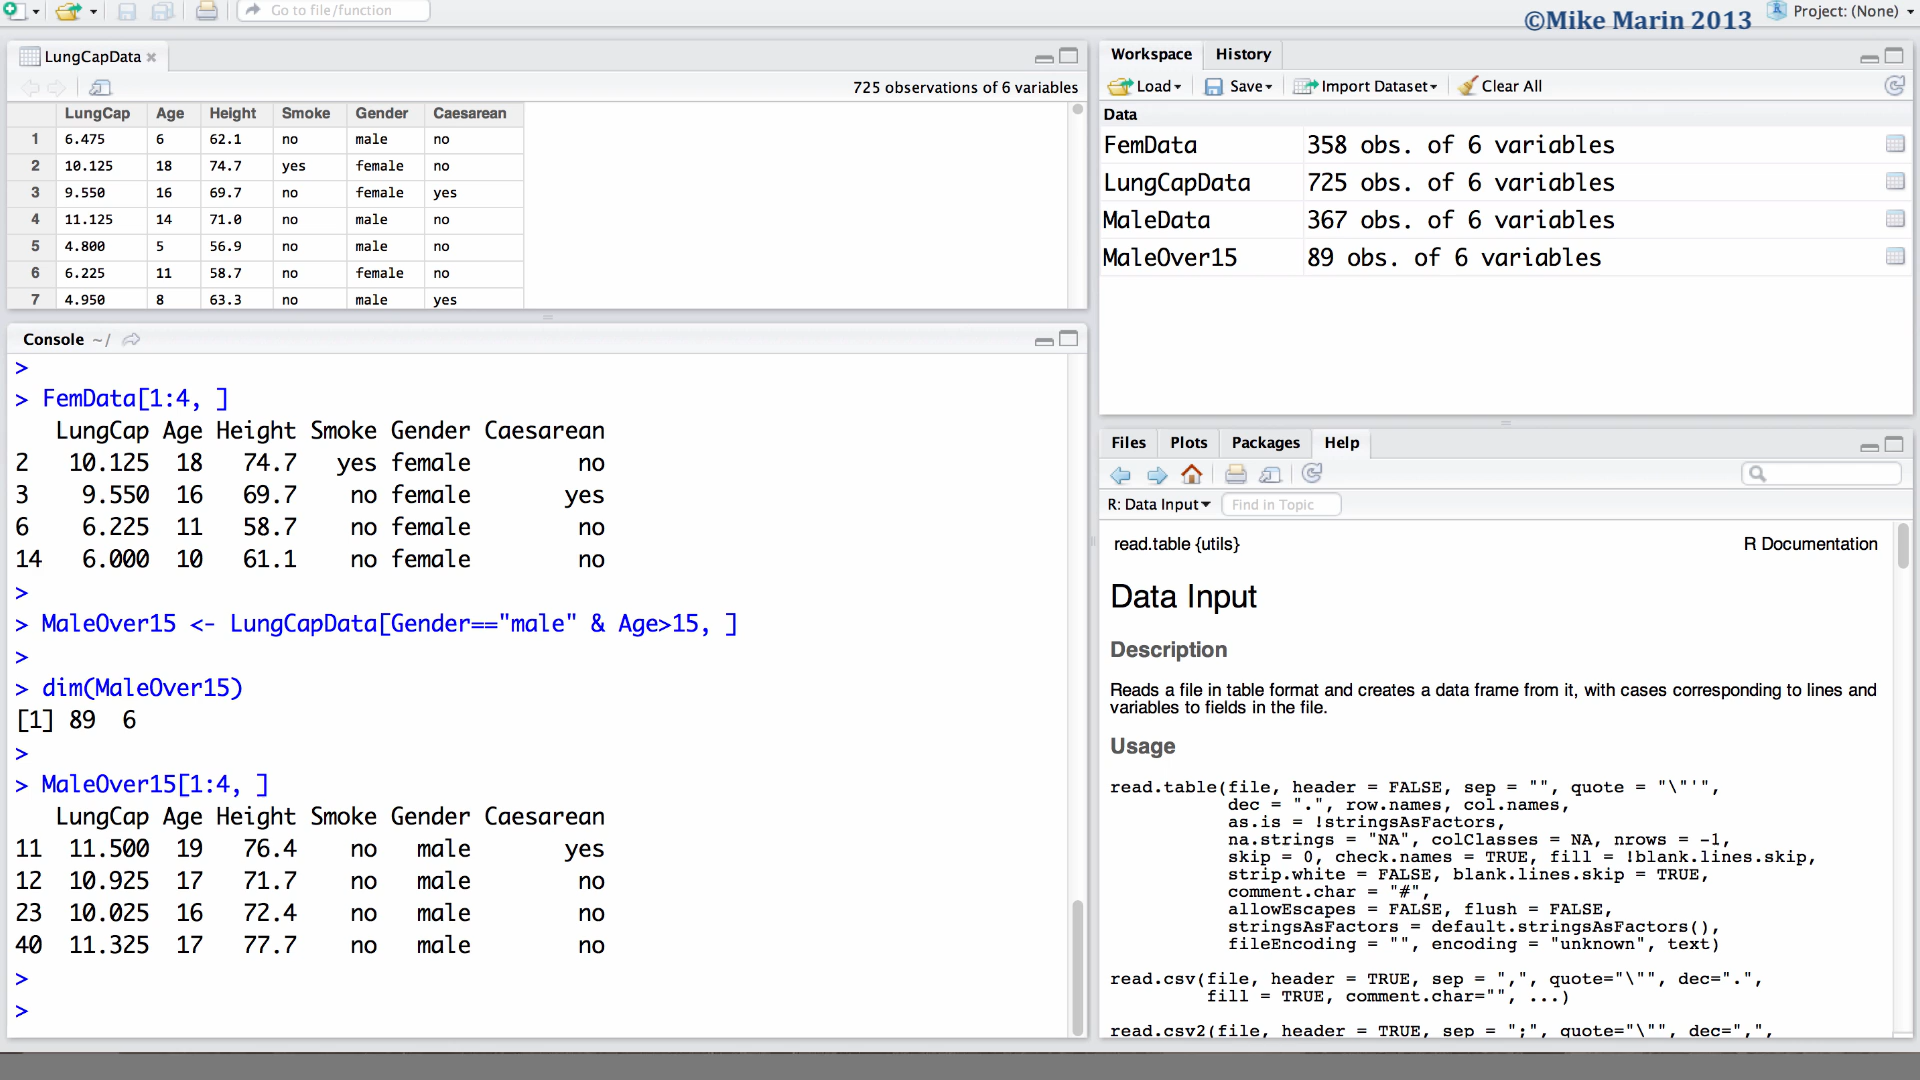 Go to file/function
©Mike Marin 2013
Project: (None)
LungCapData
725 observations of 6 variables
LungCap Age Height Smoke Gender Caesarean
1 6.475 6 62.1 no male no
2 10.125 18 74.7 yes female no
3 9.550 16 69.7 no female yes
4 11.125 14 71.0 no male no
5 4.800 5 56.9 no male no
6 6.225 11 58.7 no female no
7 4.950 8 63.3 no male yes
Console ~/
>
> FemData[1:4, ]
LungCap Age Height Smoke Gender Caesarean
2 10.125 18 74.7 yes female no
3 9.550 16 69.7 no female yes
6 6.225 11 58.7 no female no
14 6.000 10 61.1 no female no
>
> MaleOver15 <- LungCapData[Gender=="male" & Age>15, ]
>
> dim(MaleOver15)
[1] 89 6
>
> MaleOver15[1:4, ]
LungCap Age Height Smoke Gender Caesarean
11 11.500 19 76.4 no male yes
12 10.925 17 71.7 no male no
23 10.025 16 72.4 no male no
40 11.325 17 77.7 no male no
>
>
Workspace History
Load Save Import Dataset Clear All
Data
FemData 358 obs. of 6 variables
LungCapData 725 obs. of 6 variables
MaleData 367 obs. of 6 variables
MaleOver15 89 obs. of 6 variables
Files Plots Packages Help
R: Data Input Find in Topic
read.table {utils} R Documentation
Data Input
Description
Reads a file in table format and creates a data frame from it, with cases corresponding to lines and
variables to fields in the file.
Usage
read.table(file, header = FALSE, sep = "", quote = "\"'",
dec = ".", row.names, col.names,
as.is = !stringsAsFactors,
na.strings = "NA", colClasses = NA, nrows = -1,
skip = 0, check.names = TRUE, fill = !blank.lines.skip,
strip.white = FALSE, blank.lines.skip = TRUE,
comment.char = "#",
allowEscapes = FALSE, flush = FALSE,
stringsAsFactors = default.stringsAsFactors(),
fileEncoding = "", encoding = "unknown", text)
read.csv(file, header = TRUE, sep = ",", quote="\"", dec=".",
fill = TRUE, comment.char="", ...)
read.csv2(file, header = TRUE, sep = ";", quote="\"", dec=",",